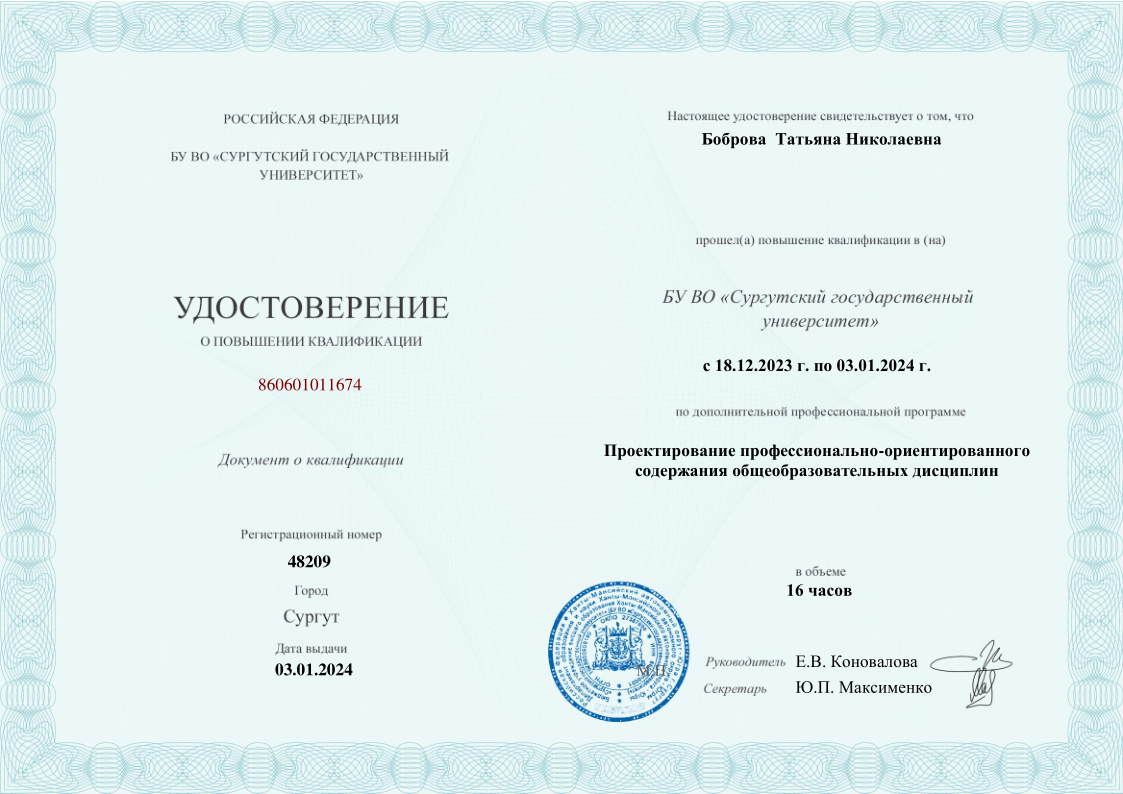 РОССИЙСКАЯ ФЕДЕРАЦИЯ
БУ ВО «СУРГУТСКИЙ ГОСУДАРСТВЕННЫЙ
УНИВЕРСИТЕТ»
УДОСТОВЕРЕНИЕ
О ПОВЫШЕНИИ КВАЛИФИКАЦИИ
860601011674
Документ о квалификации
Регистрационный номер
48209
Город
Сургут
Дата выдачи
03.01.2024
Настоящее удостоверение свидетельствует о том, что
Боброва Татьяна Николаевна
прошел(а) повышение квалификации в (на)
БУ ВО «Сургутский государственный
университет»
с 18.12.2023 г. по 03.01.2024 г.
по дополнительной профессиональной программе
Проектирование профессионально-ориентированного
содержания общеобразовательных дисциплин
в объеме
16 часов
М.П.
Руководитель Е.В. Коновалова
Секретарь Ю.П. Максименко